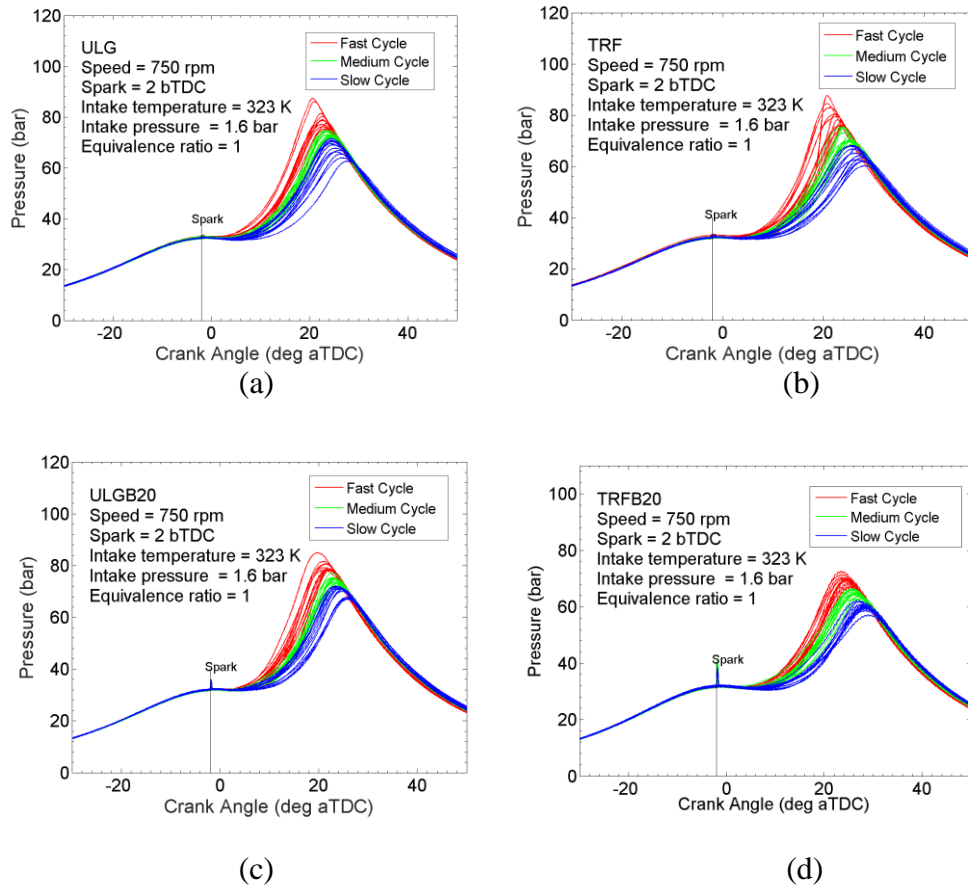 120
100
80
60
40
20
0
Pressure (bar)
ULG
Speed = 750 rpm
Spark = 2 bTDC
Intake temperature = 323 K
Intake pressure = 1.6 bar
Equivalence ratio = 1
Fast Cycle
Medium Cycle
Slow Cycle
Spark
-20 0 20 40
Crank Angle (deg aTDC)
(a)
120
100
80
60
40
20
0
Pressure (bar)
TRF
Speed = 750 rpm
Spark = 2 bTDC
Intake temperature = 323 K
Intake pressure = 1.6 bar
Equivalence ratio = 1
Fast Cycle
Medium Cycle
Slow Cycle
Spark
-20 0 20 40
Crank Angle (deg aTDC)
(b)
120
100
80
60
40
20
0
Pressure (bar)
ULGB20
Speed = 750 rpm
Spark = 2 bTDC
Intake temperature = 323 K
Intake pressure = 1.6 bar
Equivalence ratio = 1
Fast Cycle
Medium Cycle
Slow Cycle
Spark
-20 0 20 40
Crank Angle (deg aTDC)
(c)
100
80
60
40
20
0
Pressure (bar)
TRFB20
Speed = 750 rpm
Spark = 2 bTDC
Intake temperature = 323 K
Intake pressure = 1.6 bar
Equivalence ratio = 1
Fast Cycle
Medium Cycle
Slow Cycle
Spark
-20 0 20 40
Crank Angle (deg aTDC)
(d)